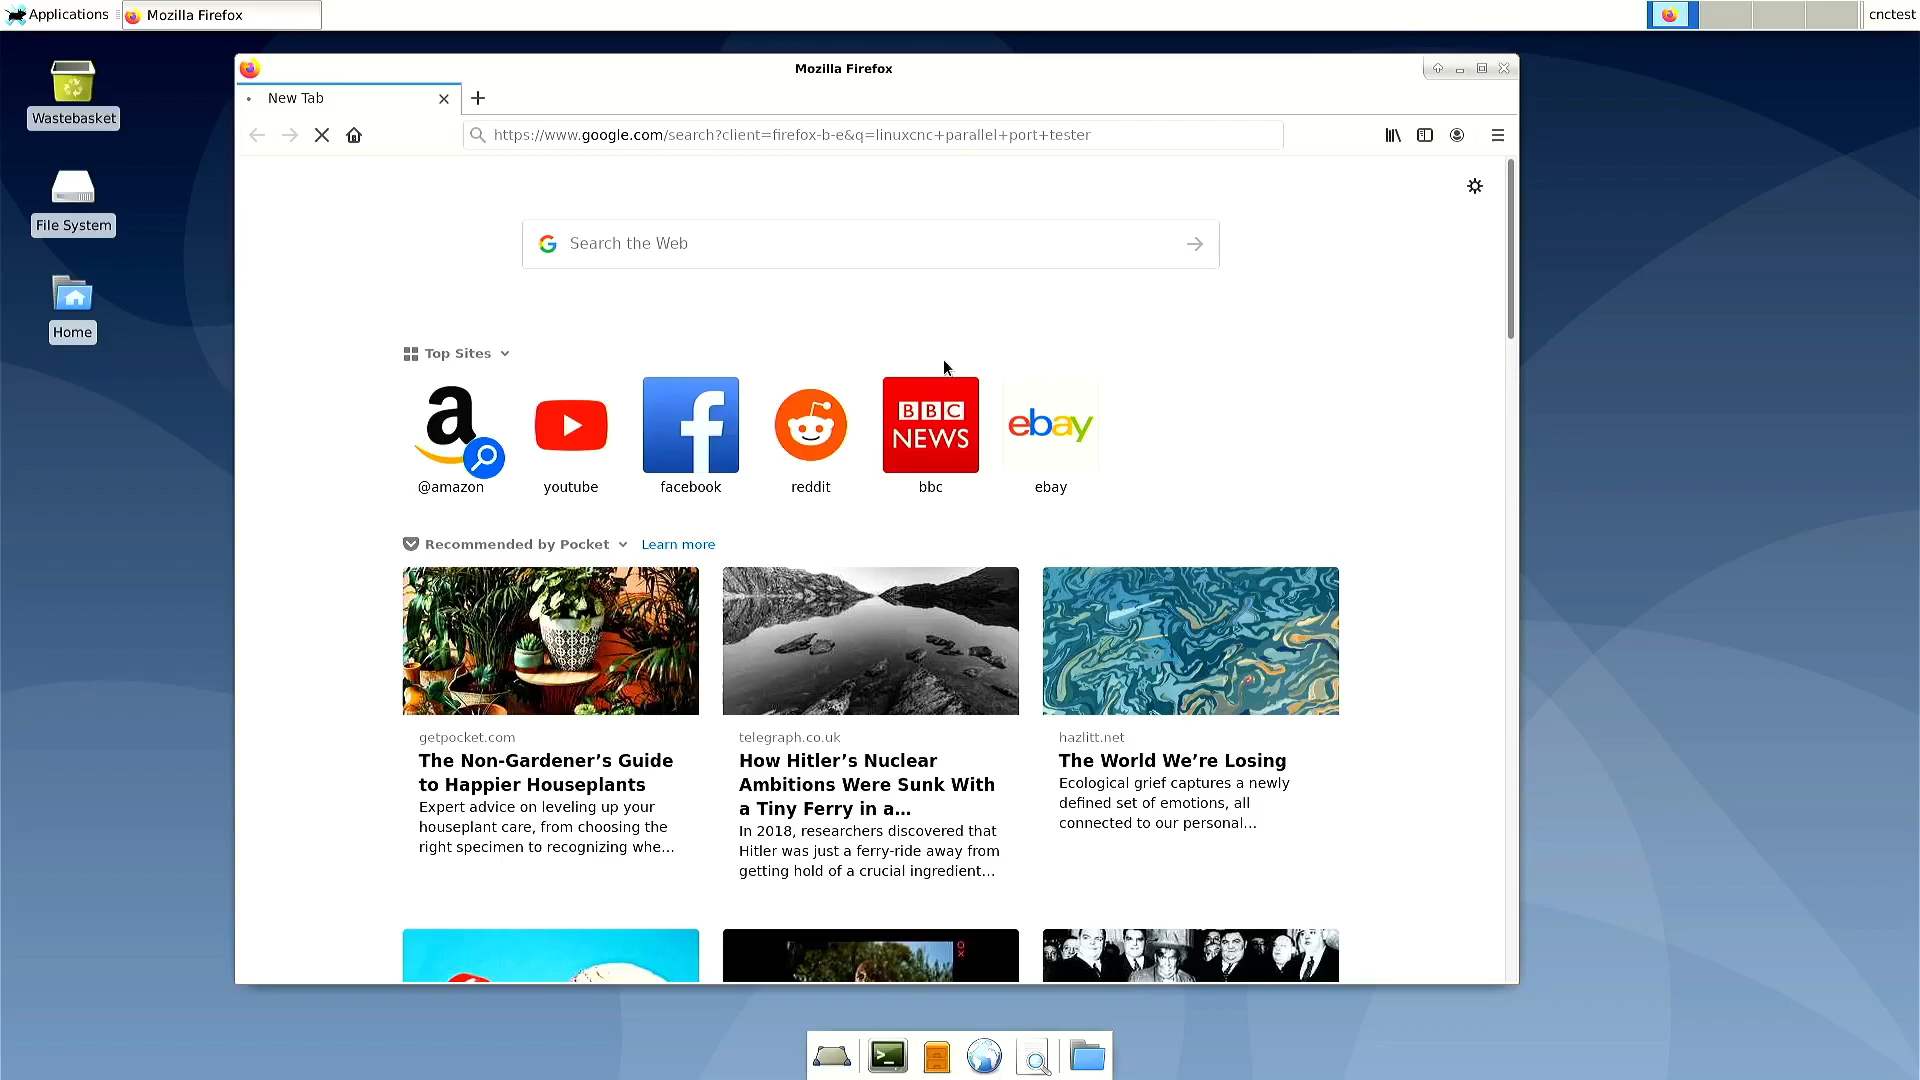 Applications
Mozilla Firefox
cnctest
Wastebasket
File System
Home
Mozilla Firefox
New Tab
https://www.google.com/search?client=firefox-b-e&q=linuxcnc+parallel+port+tester
Search the Web
Top Sites
a
f
BBC
NEWS
ebay
@amazon
youtube
facebook
reddit
bbc
ebay
Recommended by Pocket
Learn more
getpocket.com
The Non-Gardener’s Guide
to Happier Houseplants
Expert advice on leveling up your
houseplant care, from choosing the
right specimen to recognizing whe...
telegraph.co.uk
How Hitler’s Nuclear
Ambitions Were Sunk With
a Tiny Ferry in a...
In 2018, researchers discovered that
Hitler was just a ferry-ride away from
getting hold of a crucial ingredient...
hazlitt.net
The World We’re Losing
Ecological grief captures a newly
defined set of emotions, all
connected to our personal...